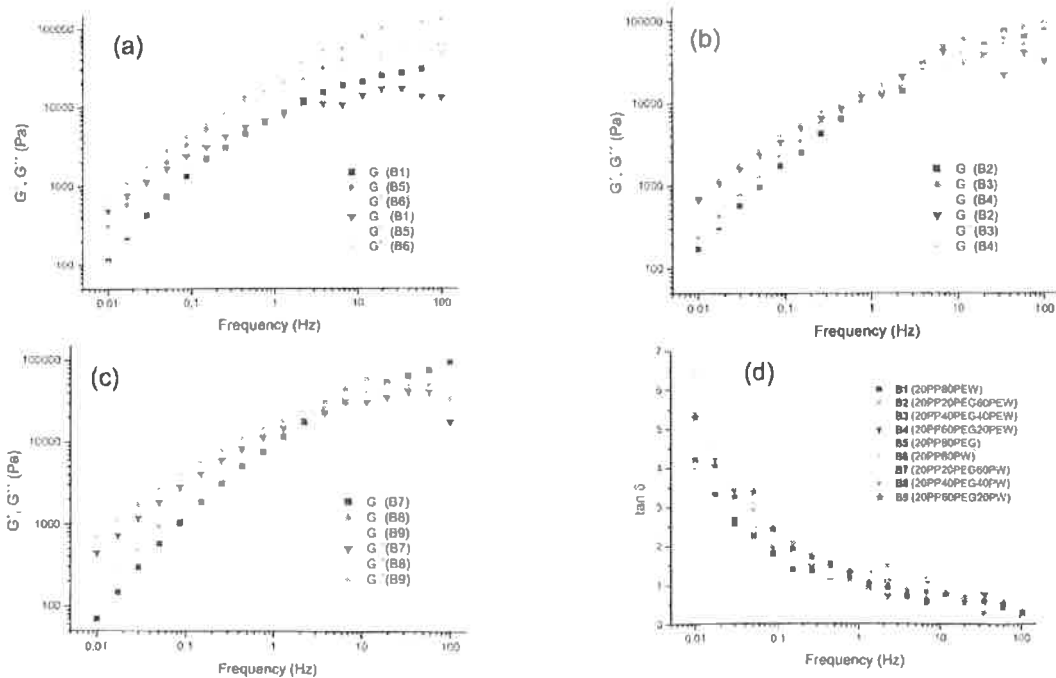 (a)
100000
10000
1000
100
G', G'' (Pa)
G (B1)
G (B5)
G' (B6)
G (B1)
G (B5)
G' (B6)
0.01 0.1 1 10 100
Frequency (Hz)
(b)
100000
10000
1000
100
G', G'' (Pa)
G (B2)
G (B3)
G (B4)
G (B2)
G (B3)
G (B4)
0.01 0.1 1 10 100
Frequency (Hz)
(c)
100000
10000
1000
100
G', G'' (Pa)
G (B7)
G (B8)
G (B9)
G (B7)
G (B8)
G (B9)
0.01 0.1 1 10 100
Frequency (Hz)
(d)
7
6
5
4
3
2
1
0
tan δ
B1 (20PP80PEW)
B2 (20PP20PEG60PEW)
B3 (20PP40PEG40PEW)
B4 (20PP60PEG20PEW)
B5 (20PP80PEG)
B6 (20PP80PW)
B7 (20PP20PEG60PW)
B8 (20PP40PEG40PW)
B9 (20PP60PEG20PW)
0.01 0.1 1 10 100
Frequency (Hz)